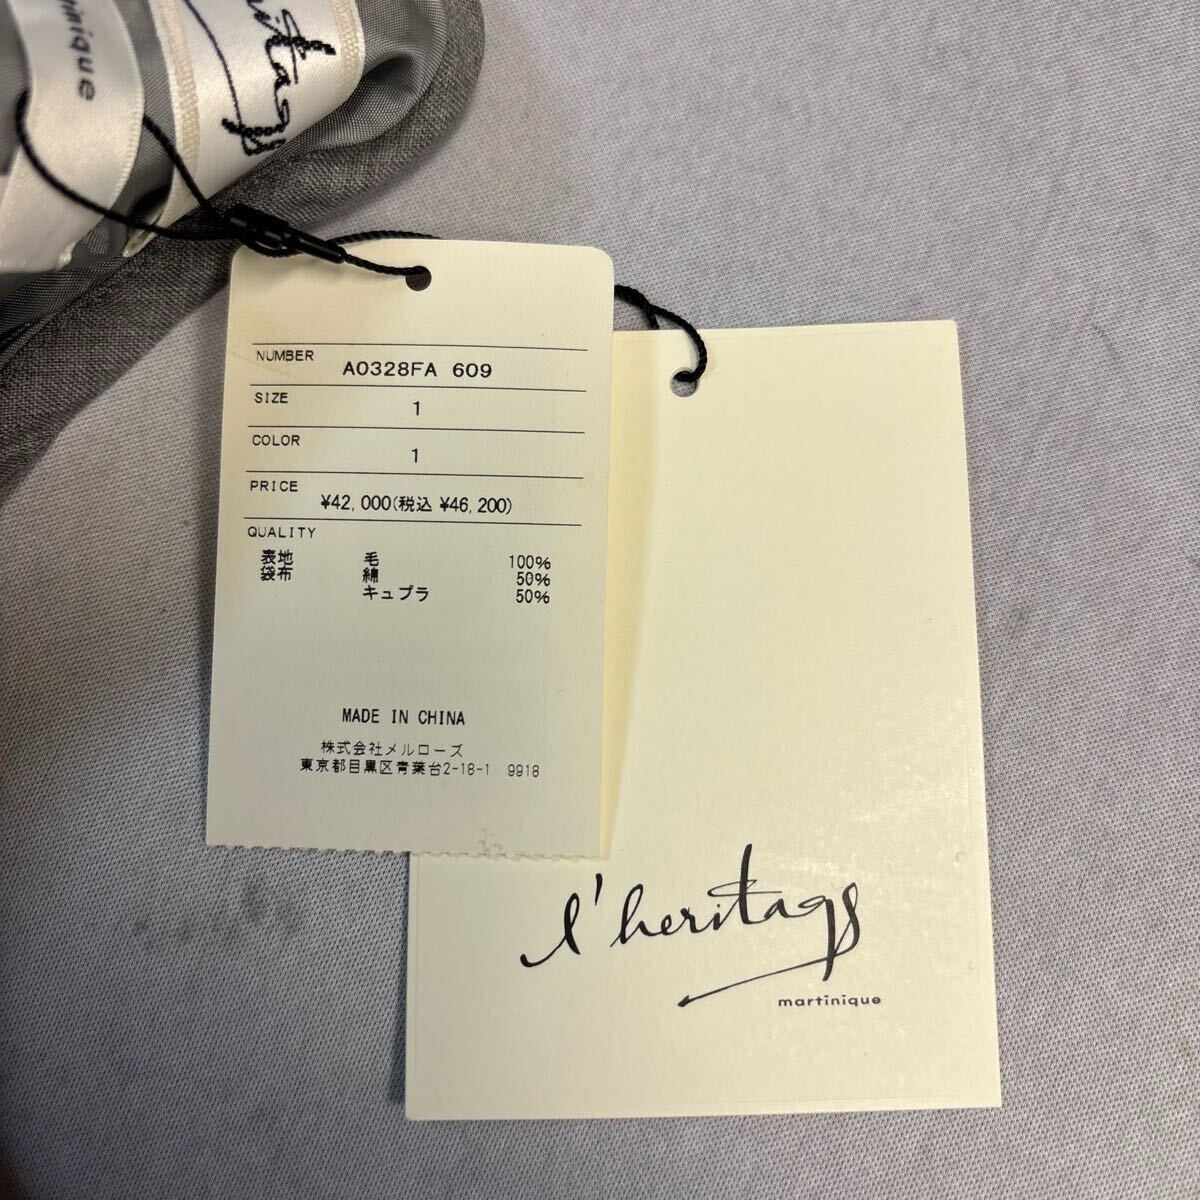 NUMBER A0328FA 609
SIZE 1
COLOR 1
PRICE ¥42,000(税込 ¥46,200)
QUALITY
表地 毛 100%
袋布 綿 50%
キュプラ 50%
MADE IN CHINA
株式会社メルローズ
東京都目黒区青葉台2-18-1 9918
l'heritags
martinique